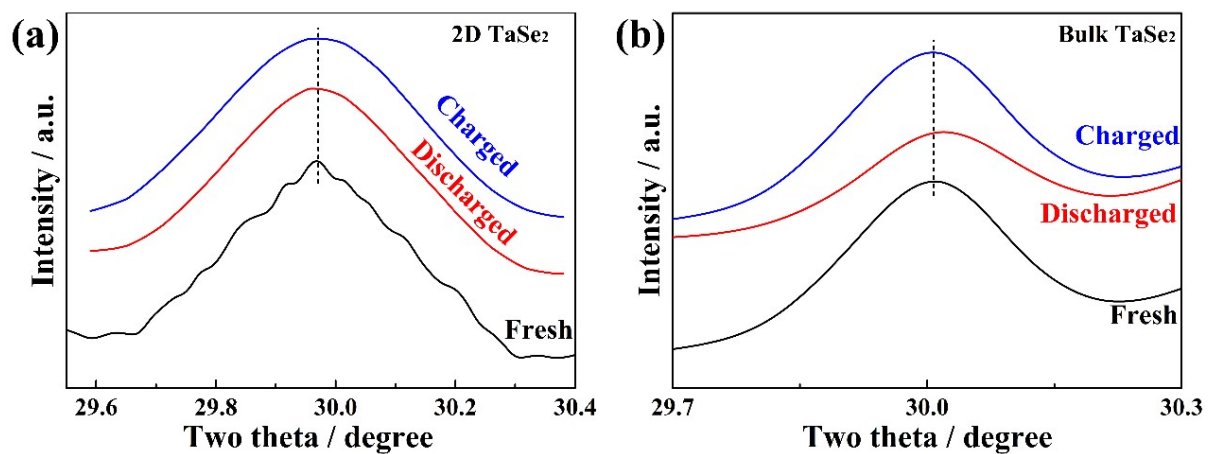 (a)
2D TaSe2
Charged
Discharged
Fresh
Intensity / a.u.
29.6 29.8 30.0 30.2 30.4
Two theta / degree
(b)
Bulk TaSe2
Charged
Discharged
Fresh
Intensity / a.u.
29.7 30.0 30.3
Two theta / degree